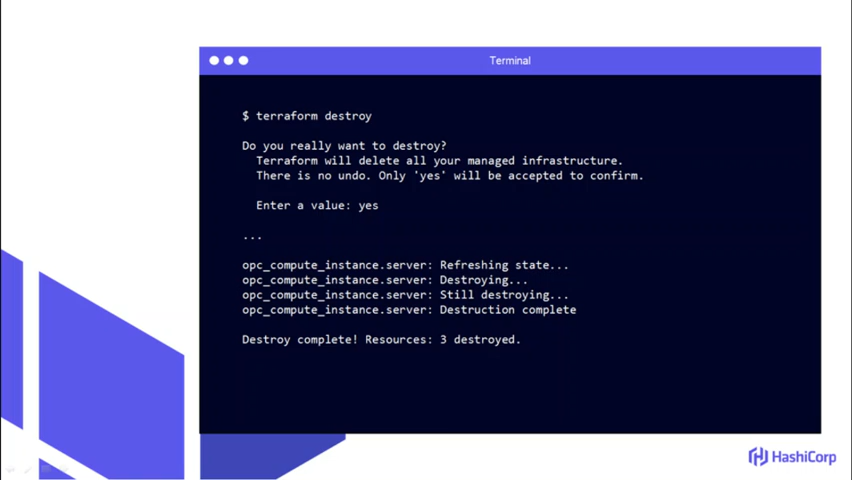 Terminal
$ terraform destroy
Do you really want to destroy?
Terraform will delete all your managed infrastructure.
There is no undo. Only 'yes' will be accepted to confirm.
Enter a value: yes
...
opc_compute_instance.server: Refreshing state...
opc_compute_instance.server: Destroying...
opc_compute_instance.server: Still destroying...
opc_compute_instance.server: Destruction complete
Destroy complete! Resources: 3 destroyed.
HashiCorp